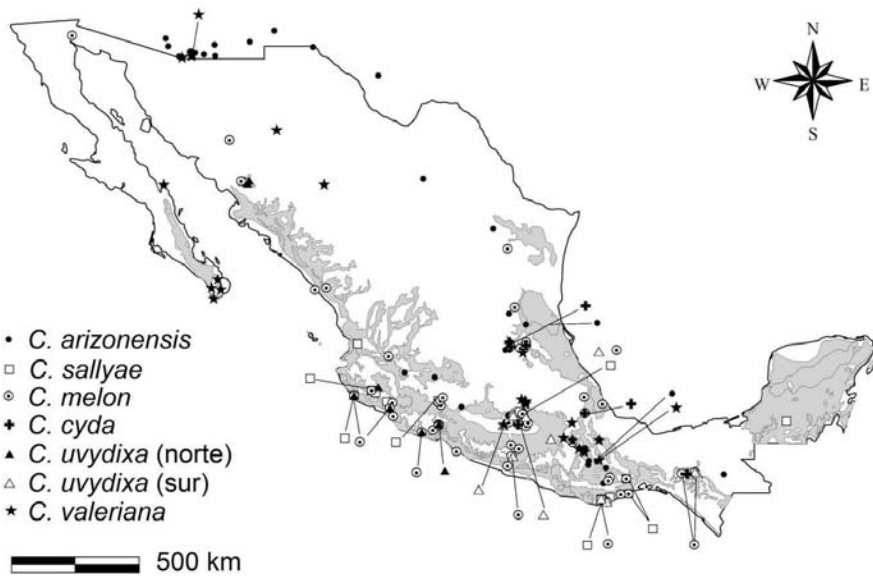 N
W E
S
C. arizonensis
C. sallyae
C. melon
C. cyda
C. uvydixa (norte)
C. uvydixa (sur)
C. valeriana
500 km